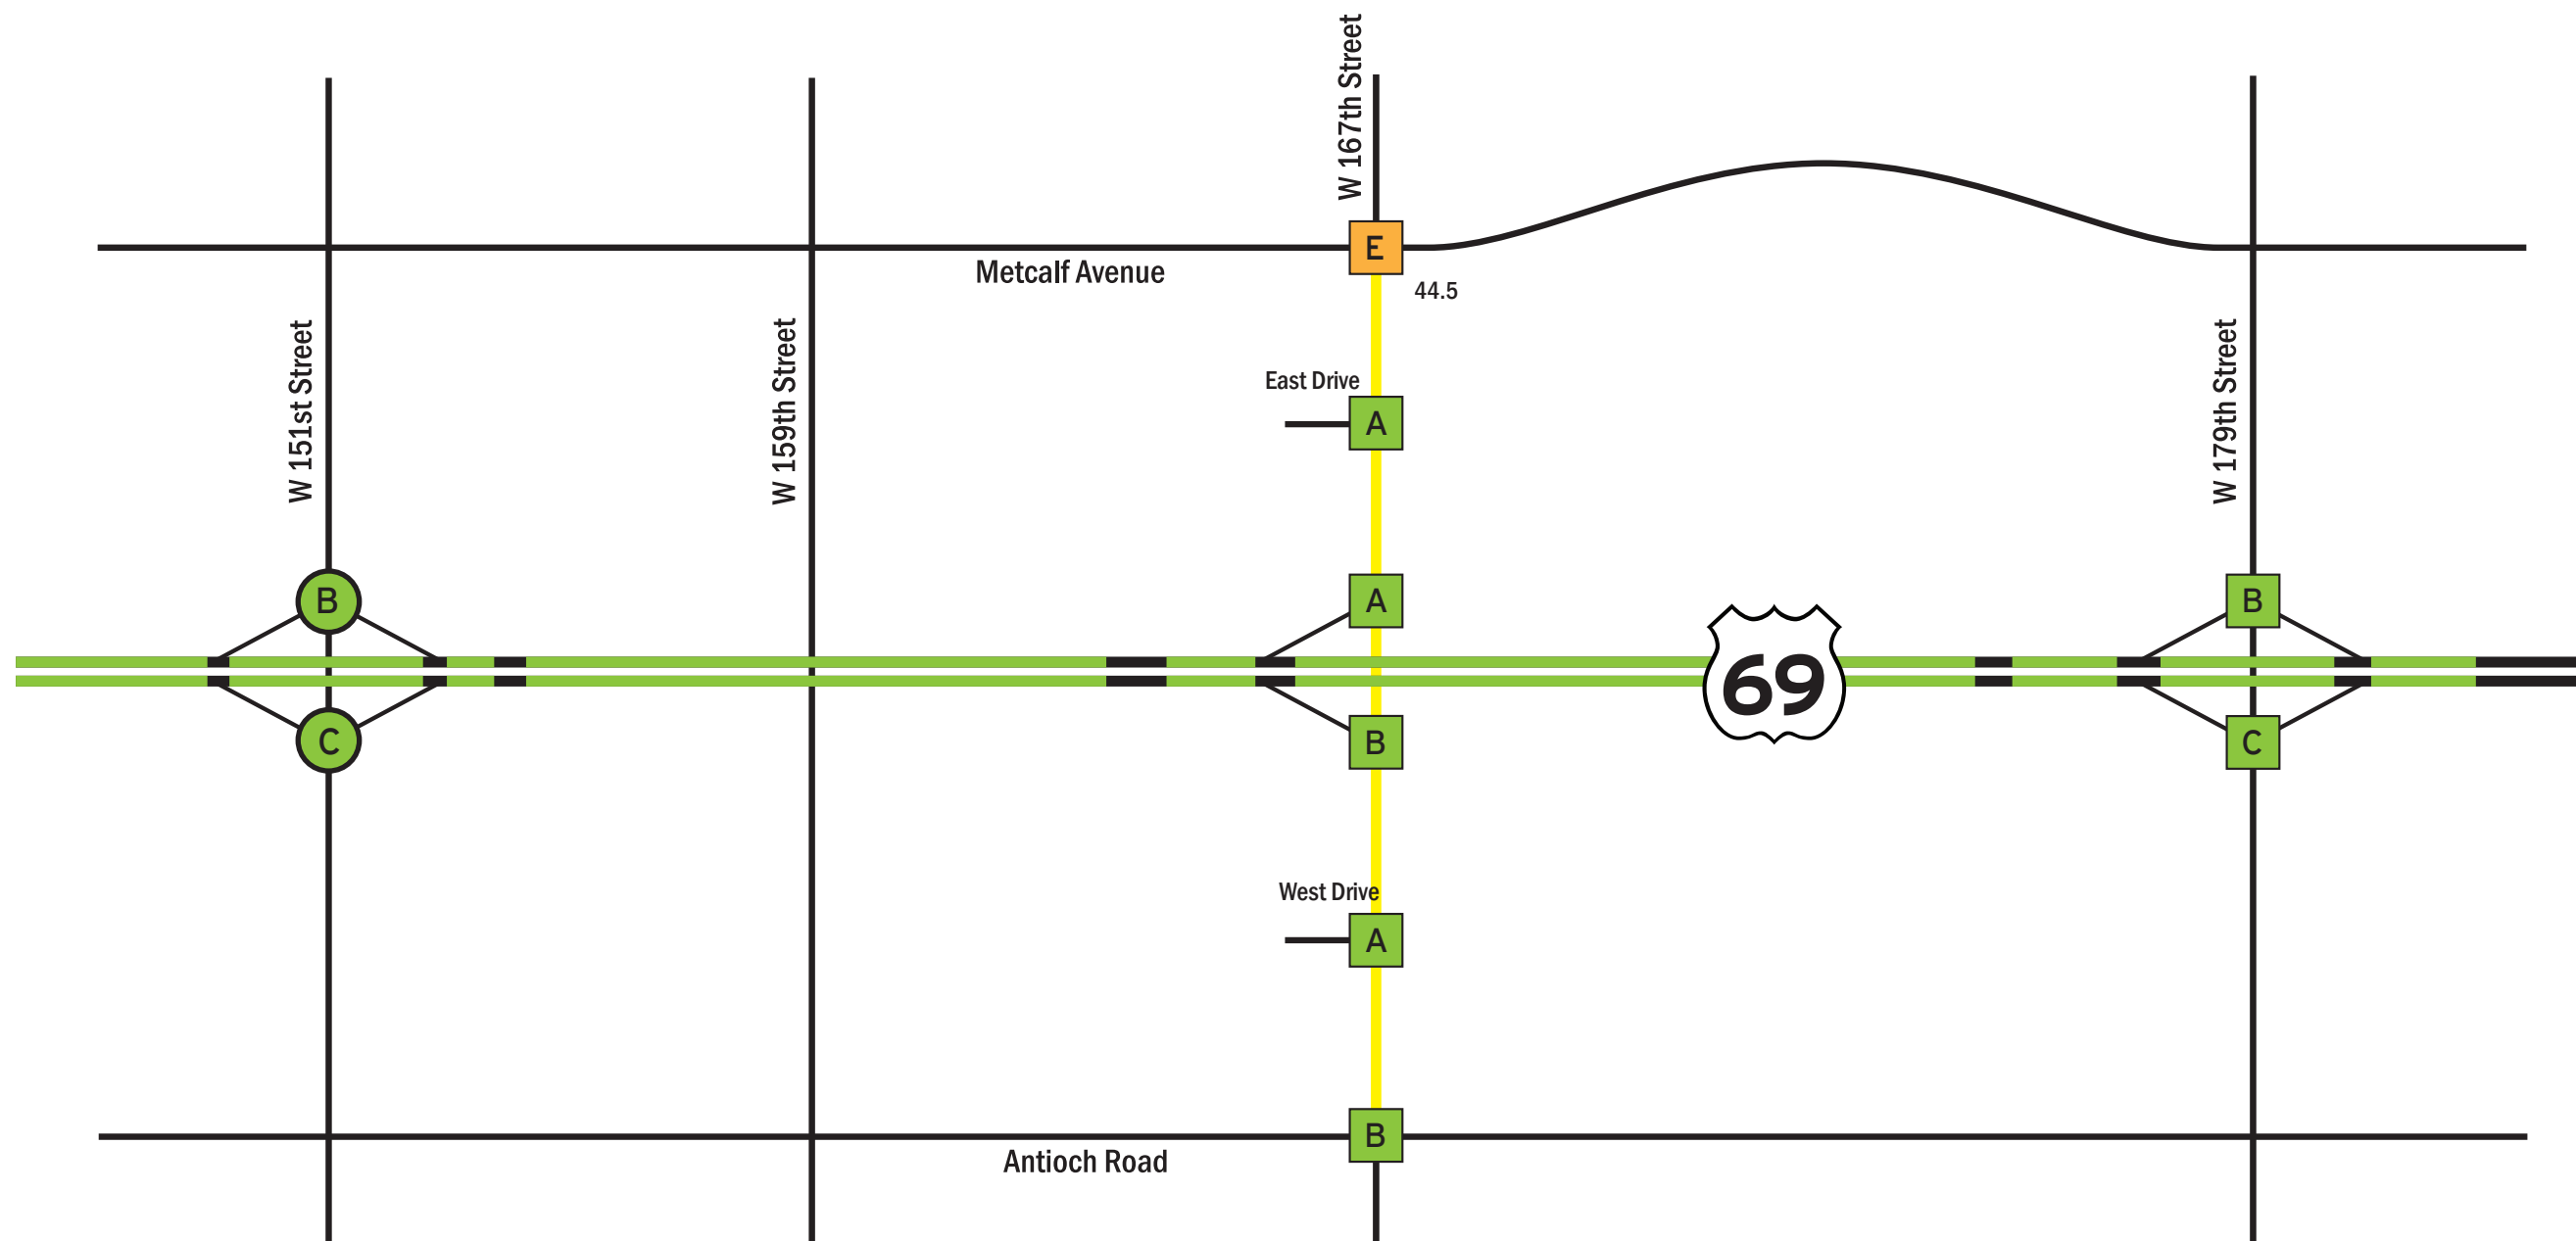 W 167th Street
E
Metcalf Avenue
44.5
W 151st Street
W 159th Street
W 179th Street
East Drive
A
B
A
B
69
C
B
C
West Drive
A
B
Antioch Road